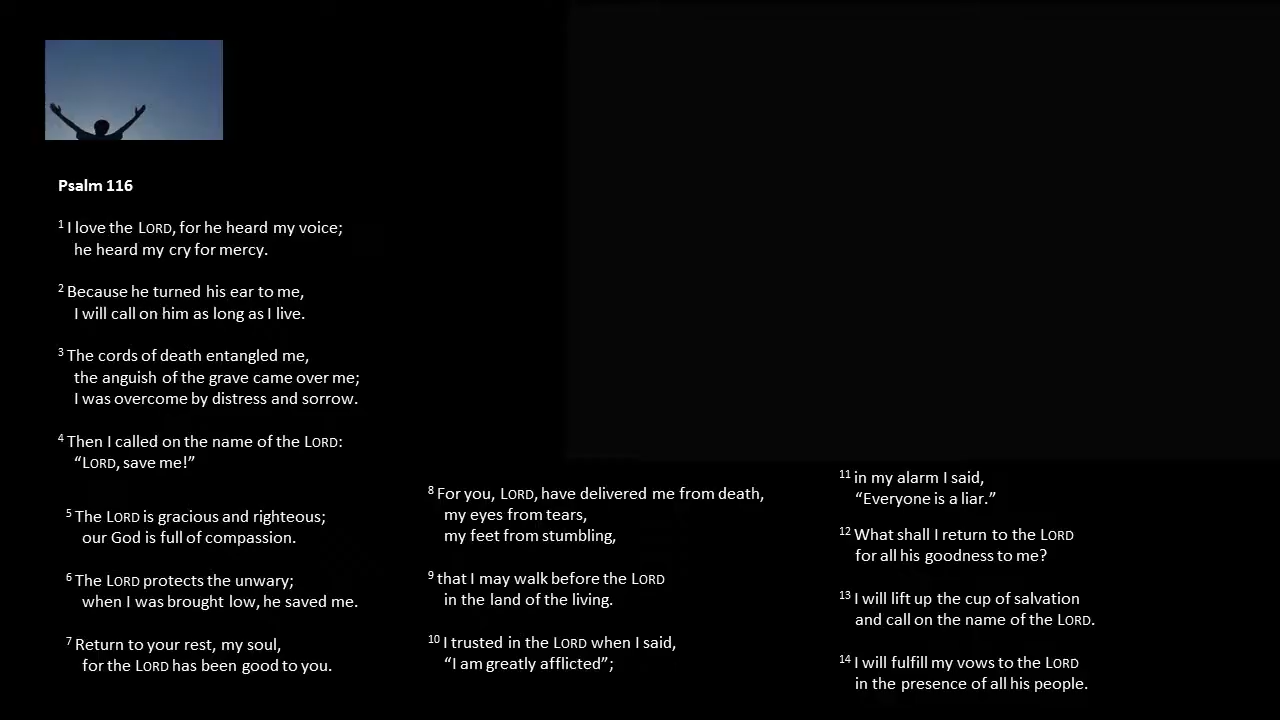 Psalm 116
1 I love the LORD, for he heard my voice;
he heard my cry for mercy.
2 Because he turned his ear to me,
I will call on him as long as I live.
3 The cords of death entangled me,
the anguish of the grave came over me;
I was overcome by distress and sorrow.
4 Then I called on the name of the LORD:
“LORD, save me!”
5 The LORD is gracious and righteous;
our God is full of compassion.
6 The LORD protects the unwary;
when I was brought low, he saved me.
7 Return to your rest, my soul,
for the LORD has been good to you.
8 For you, LORD, have delivered me from death,
my eyes from tears,
my feet from stumbling,
9 that I may walk before the LORD
in the land of the living.
10 I trusted in the LORD when I said,
“I am greatly afflicted”;
11 in my alarm I said,
“Everyone is a liar.”
12 What shall I return to the LORD
for all his goodness to me?
13 I will lift up the cup of salvation
and call on the name of the LORD.
14 I will fulfill my vows to the LORD
in the presence of all his people.